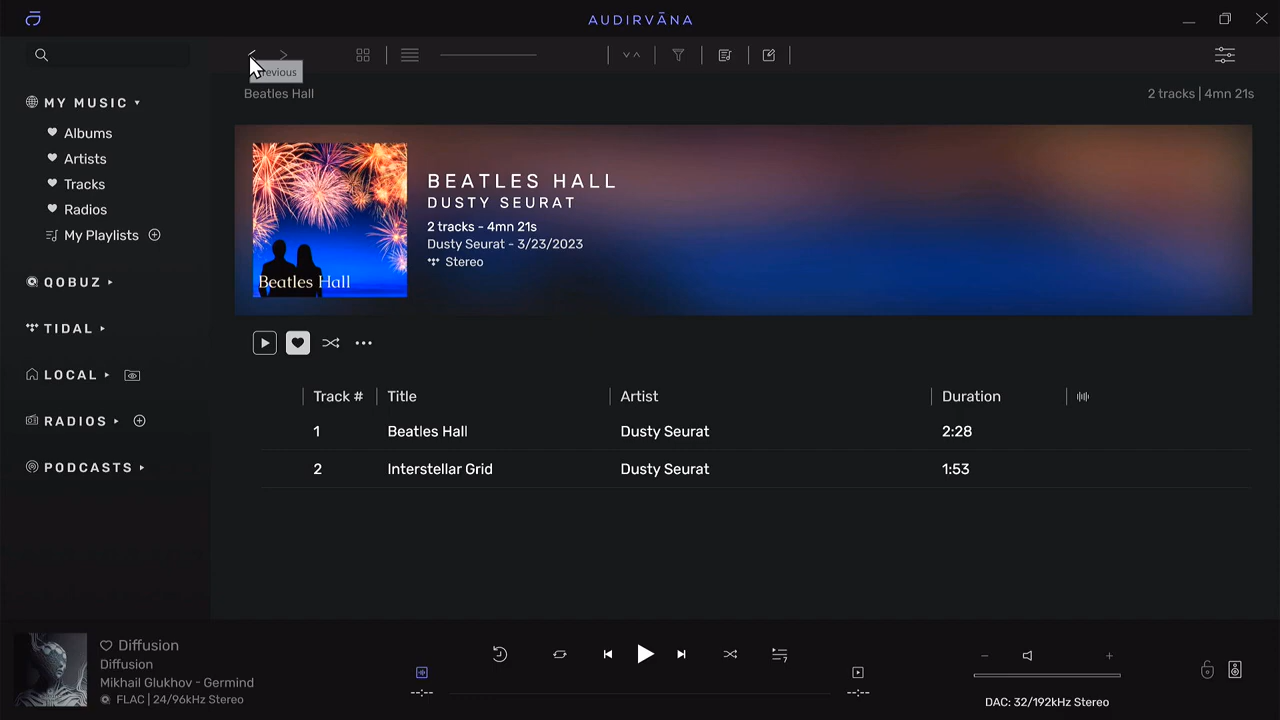 AUDIRVĀNA
Previous
Beatles Hall
2 tracks | 4mn 21s
MY MUSIC
Albums
Artists
Tracks
Radios
My Playlists
QOBUZ
TIDAL
LOCAL
RADIOS
PODCASTS
Beatles Hall
BEATLES HALL
DUSTY SEURAT
2 tracks - 4mn 21s
Dusty Seurat - 3/23/2023
Stereo
Track # Title Artist Duration
1 Beatles Hall Dusty Seurat 2:28
2 Interstellar Grid Dusty Seurat 1:53
Diffusion
Diffusion
Mikhail Glukhov - Germind
FLAC | 24/96kHz Stereo
--:--
7
--:--
DAC: 32/192kHz Stereo